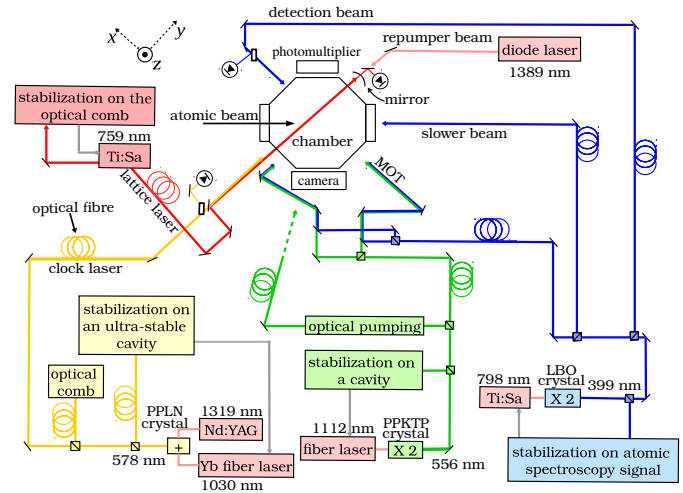 detection beam
x
y
z
photomultiplier
repumper beam
diode laser
1389 nm
mirror
stabilization on the
optical comb
atomic beam
chamber
slower beam
759 nm
Ti:Sa
lattice laser
camera
MOT
optical fibre
clock laser
stabilization on
an ultra-stable
cavity
optical pumping
stabilization on
a cavity
optical
comb
PPLN
crystal
1319 nm
Nd:YAG
+
578 nm
Yb fiber laser
1030 nm
1112 nm
fiber laser
PPKTP
crystal
X 2
556 nm
798 nm
Ti:Sa
LBO
crystal
X 2
399 nm
stabilization on atomic
spectroscopy signal